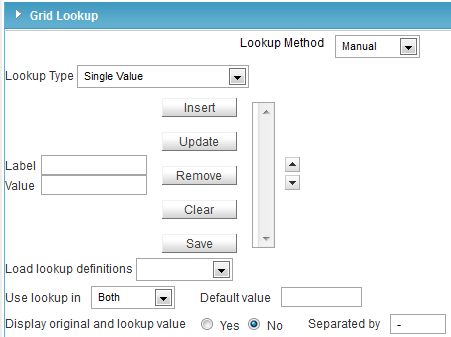 Grid Lookup
Lookup Method Manual
Lookup Type Single Value
Insert
Update
Label
Remove
Value
Clear
Save
Load lookup definitions
Use lookup in Both Default value
Display original and lookup value Yes No Separated by -